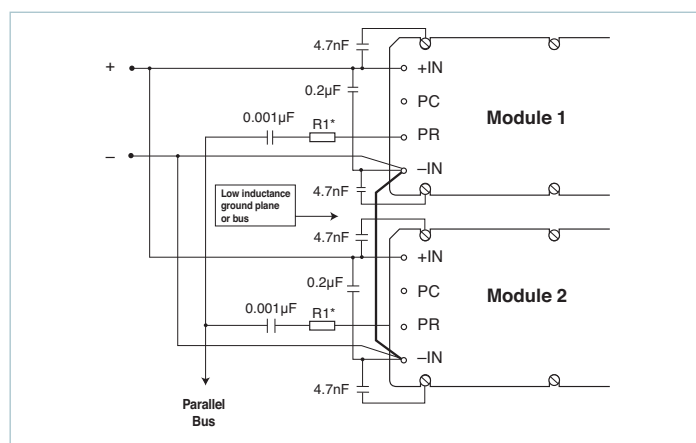 4.7nF
+
+IN
0.2µF
PC
Module 1
0.001µF
R1*
PR
–
–IN
4.7nF
Low inductance
ground plane
or bus
4.7nF
+IN
0.2µF
PC
Module 2
0.001µF
R1*
PR
–IN
4.7nF
Parallel
Bus